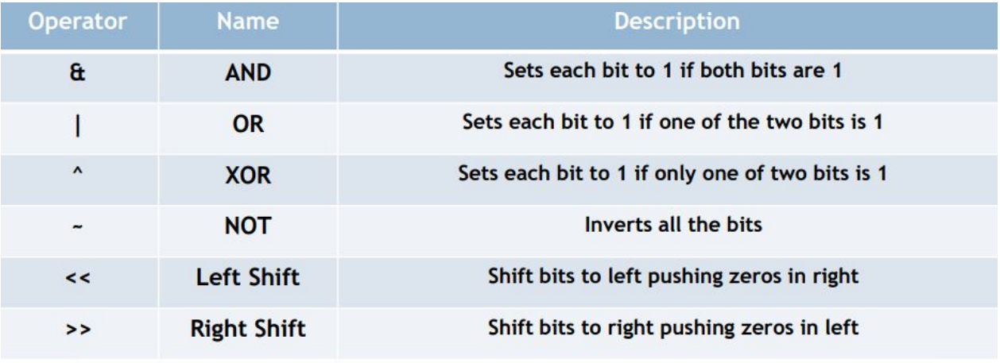 Operator Name Description
& AND Sets each bit to 1 if both bits are 1
| OR Sets each bit to 1 if one of the two bits is 1
^ XOR Sets each bit to 1 if only one of two bits is 1
~ NOT Inverts all the bits
<< Left Shift Shift bits to left pushing zeros in right
>> Right Shift Shift bits to right pushing zeros in left